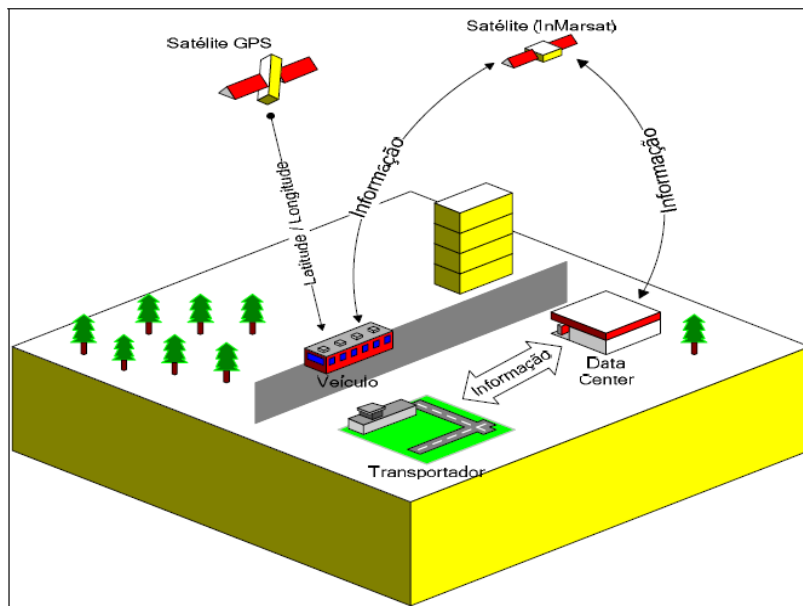 Satélite GPS
Satélite (InMarsat)
Informação
Informação
Latitude / Longitude
Veículo
Informação
Data
Center
Transportador